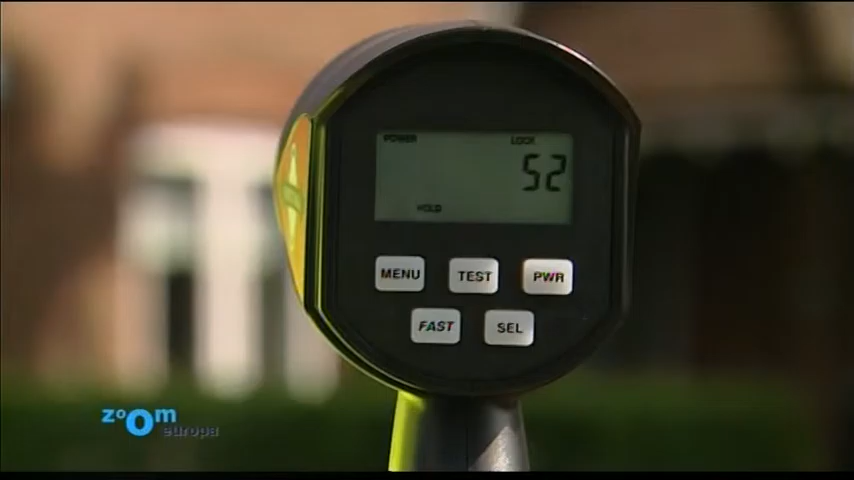 POWER LOCK
52
HOLD
MENU TEST PWR
FAST SEL
zoom
europa